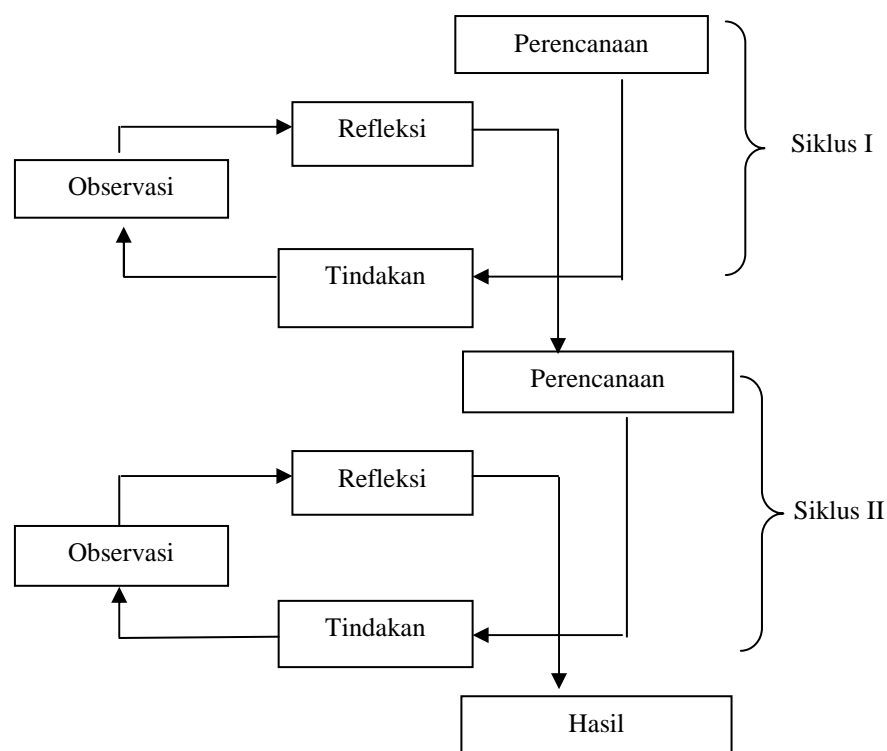 Perencanaan
Refleksi
Siklus I
Observasi
Tindakan
Perencanaan
Refleksi
Siklus II
Observasi
Tindakan
Hasil